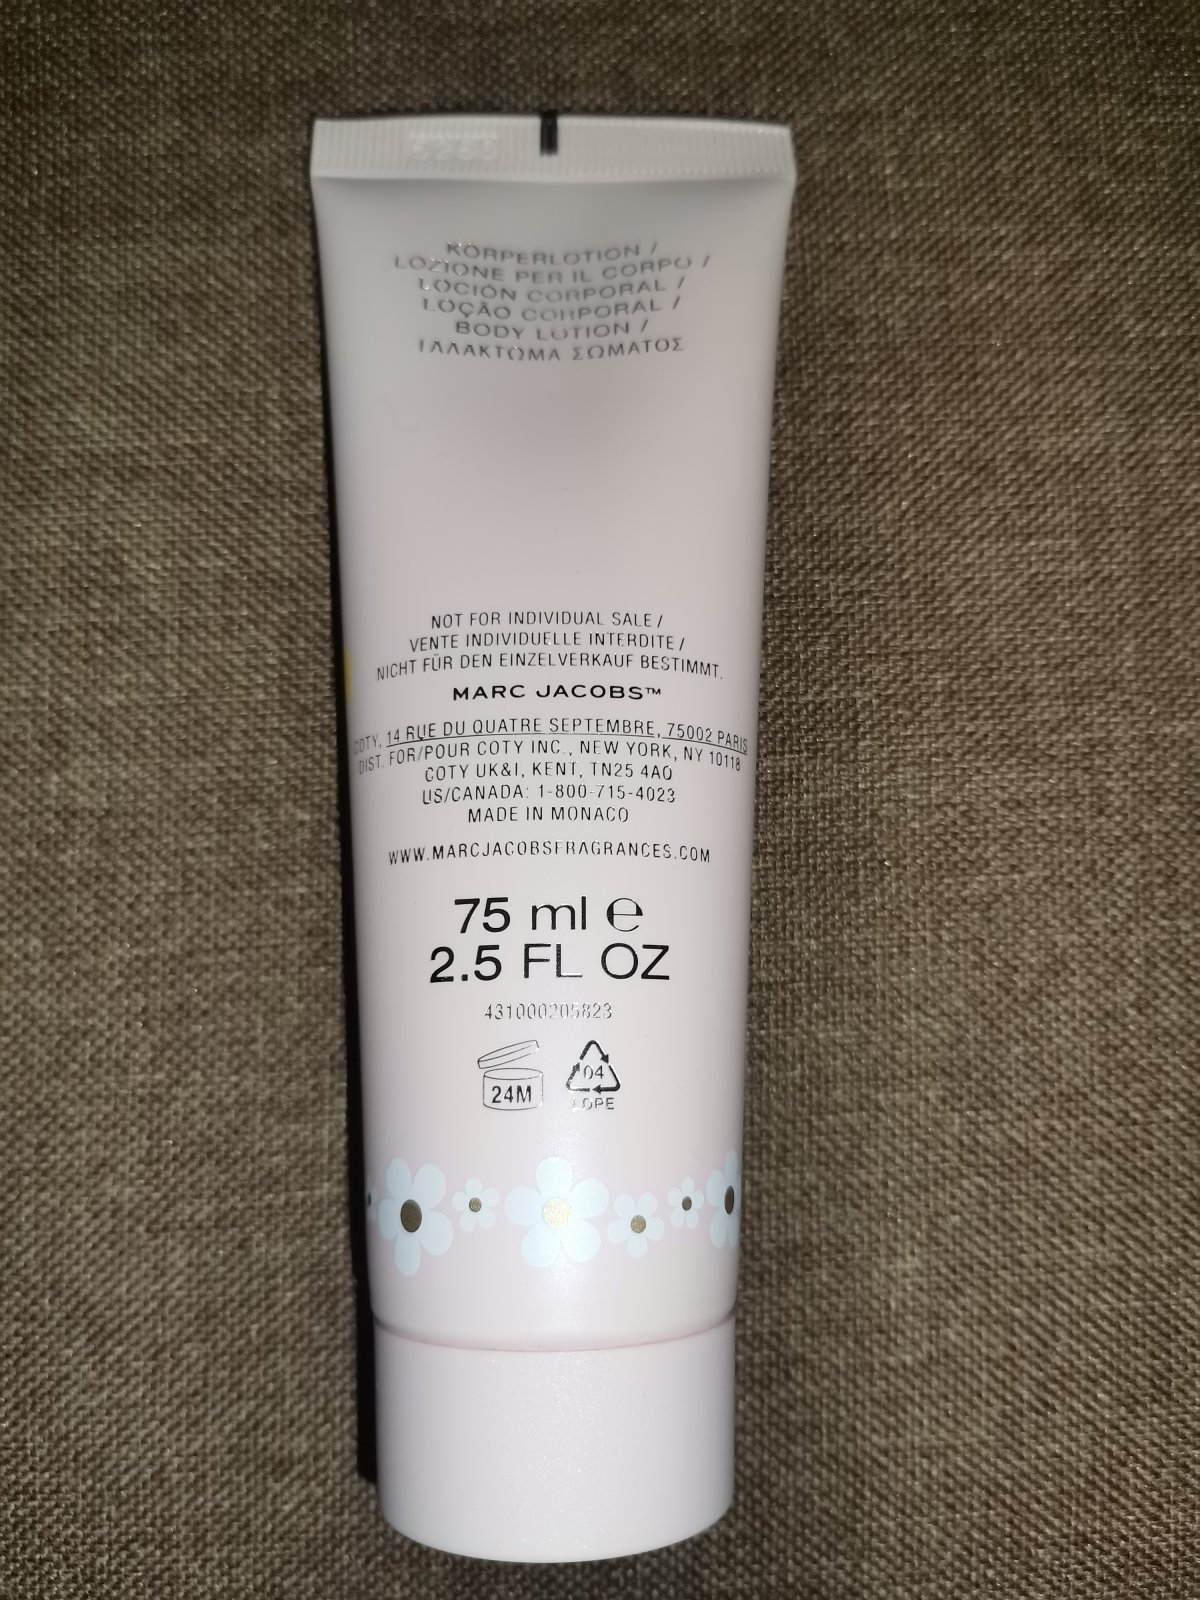 KÖRPERLOTION /
LOZIONE PER IL CORPO /
LOCIÓN CORPORAL /
LOÇÃO CORPORAL /
BODY LOTION /
ΓΑΛΑΚΤΩΜΑ ΣΩΜΑΤΟΣ
NOT FOR INDIVIDUAL SALE /
VENTE INDIVIDUELLE INTERDITE /
NICHT FÜR DEN EINZELVERKAUF BESTIMMT.
MARC JACOBS™
COTY, 14 RUE DU QUATRE SEPTEMBRE, 75002 PARIS
DIST. FOR/POUR COTY INC., NEW YORK, NY 10118
COTY UK&I, KENT, TN25 4AQ
US/CANADA: 1-800-715-4023
MADE IN MONACO
WWW.MARCJACOBSFRAGRANCES.COM
75 ml e
2.5 FL OZ
431000205823
24M
04
LDPE